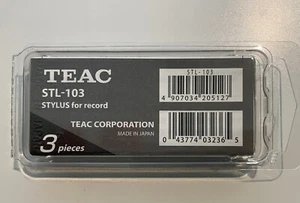 TEAC
STL-103
STYLUS for record
STL-103
4 907034 205127
TEAC CORPORATION
MADE IN JAPAN
0 43774 03236 5
3 pieces